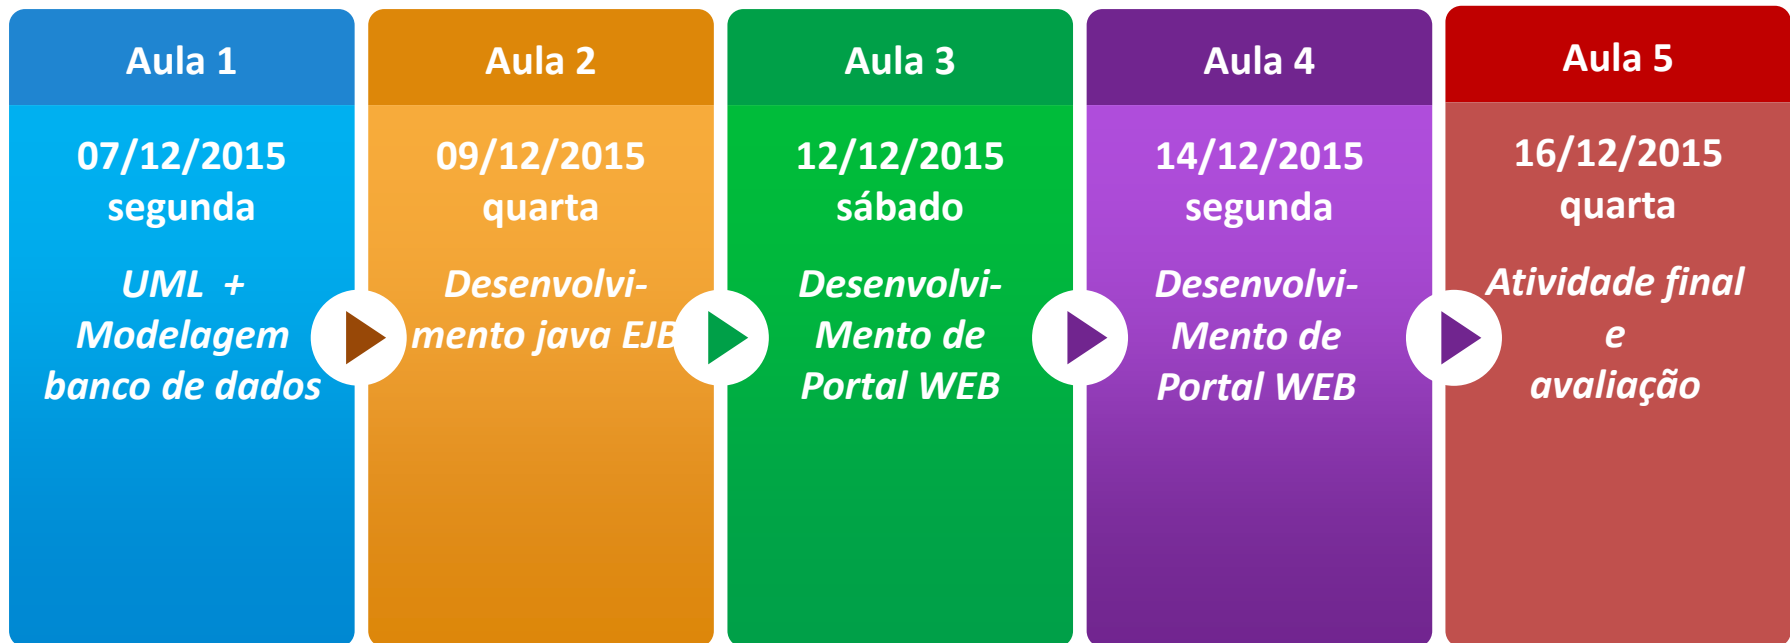 Aula 1
07/12/2015
segunda
UML +
Modelagem
banco de dados
Aula 2
09/12/2015
quarta
Desenvolvi-
mento java EJB
Aula 3
12/12/2015
sábado
Desenvolvi-
Mento de
Portal WEB
Aula 4
14/12/2015
segunda
Desenvolvi-
Mento de
Portal WEB
Aula 5
16/12/2015
quarta
Atividade final
e
avaliação